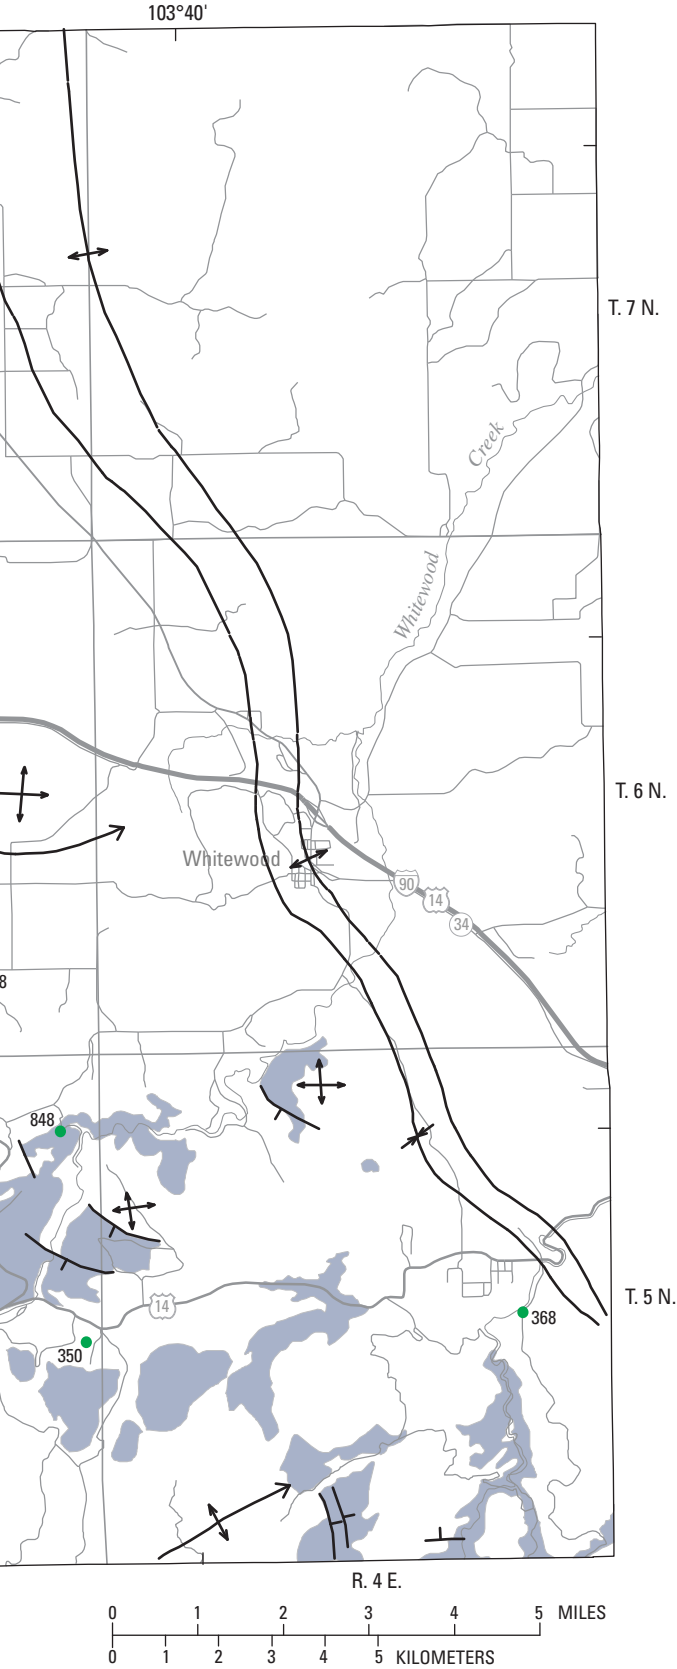 103°40'
T. 7 N.
Creek
Whitewood
T. 6 N.
Whitewood
90
14
34
8
848
T. 5 N.
14
368
350
R. 4 E.
0 1 2 3 4 5 MILES
0 1 2 3 4 5 KILOMETERS